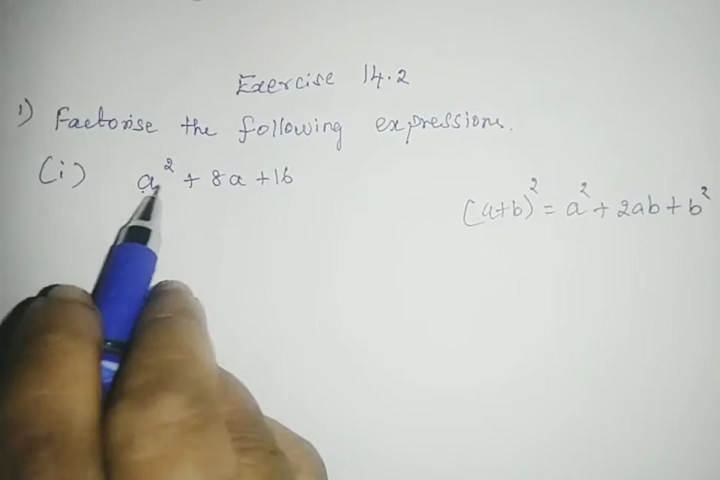 Exercise 14.2
1) Factorise the following expressions.
(i) a² + 8a + 16
(a+b)² = a² + 2ab + b²